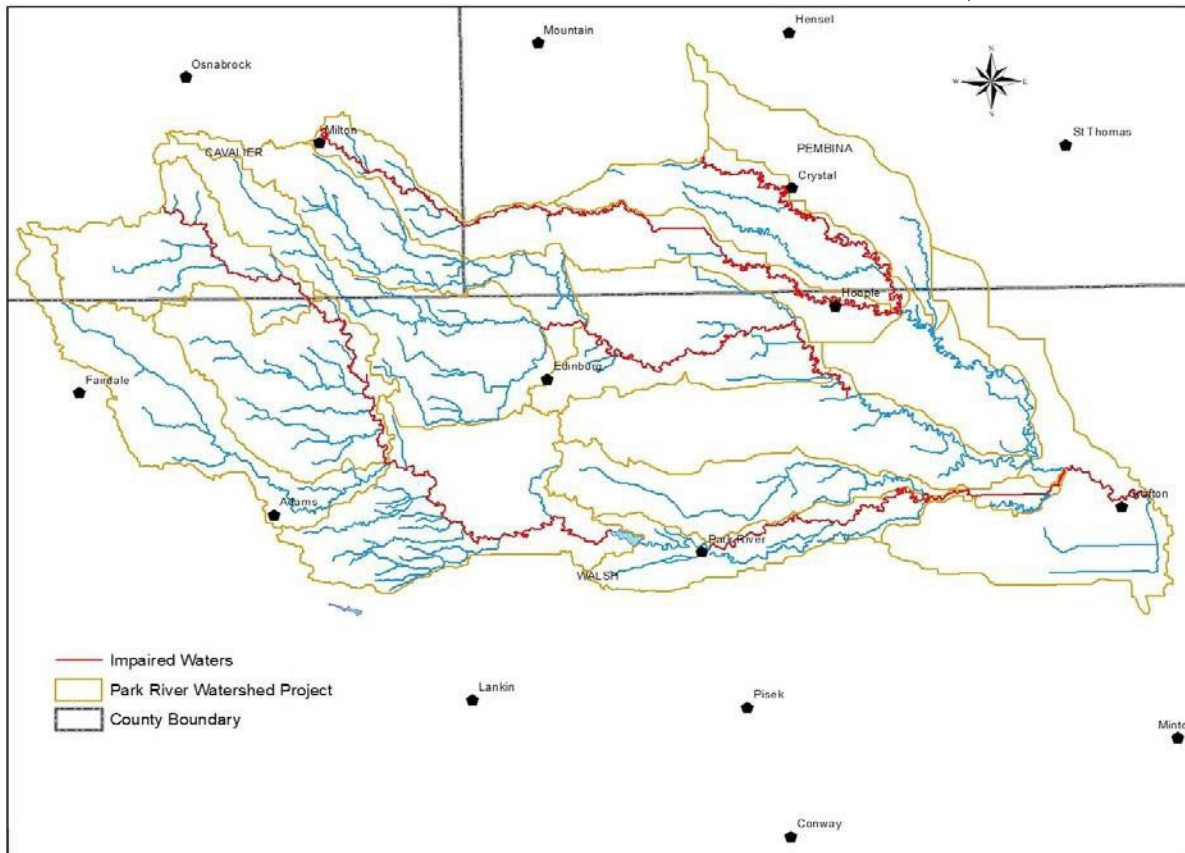 Hensel
Mountain
N
Osnabrock
W
E
S
St Thomas
Milton
PEMBINA
CAVALIER
Crystal
Hoople
Edinburg
Fairdale
Adams
Grafton
Park River
WALSH
Impaired Waters
Park River Watershed Project
County Boundary
Lankin
Pisek
Minto
Conway